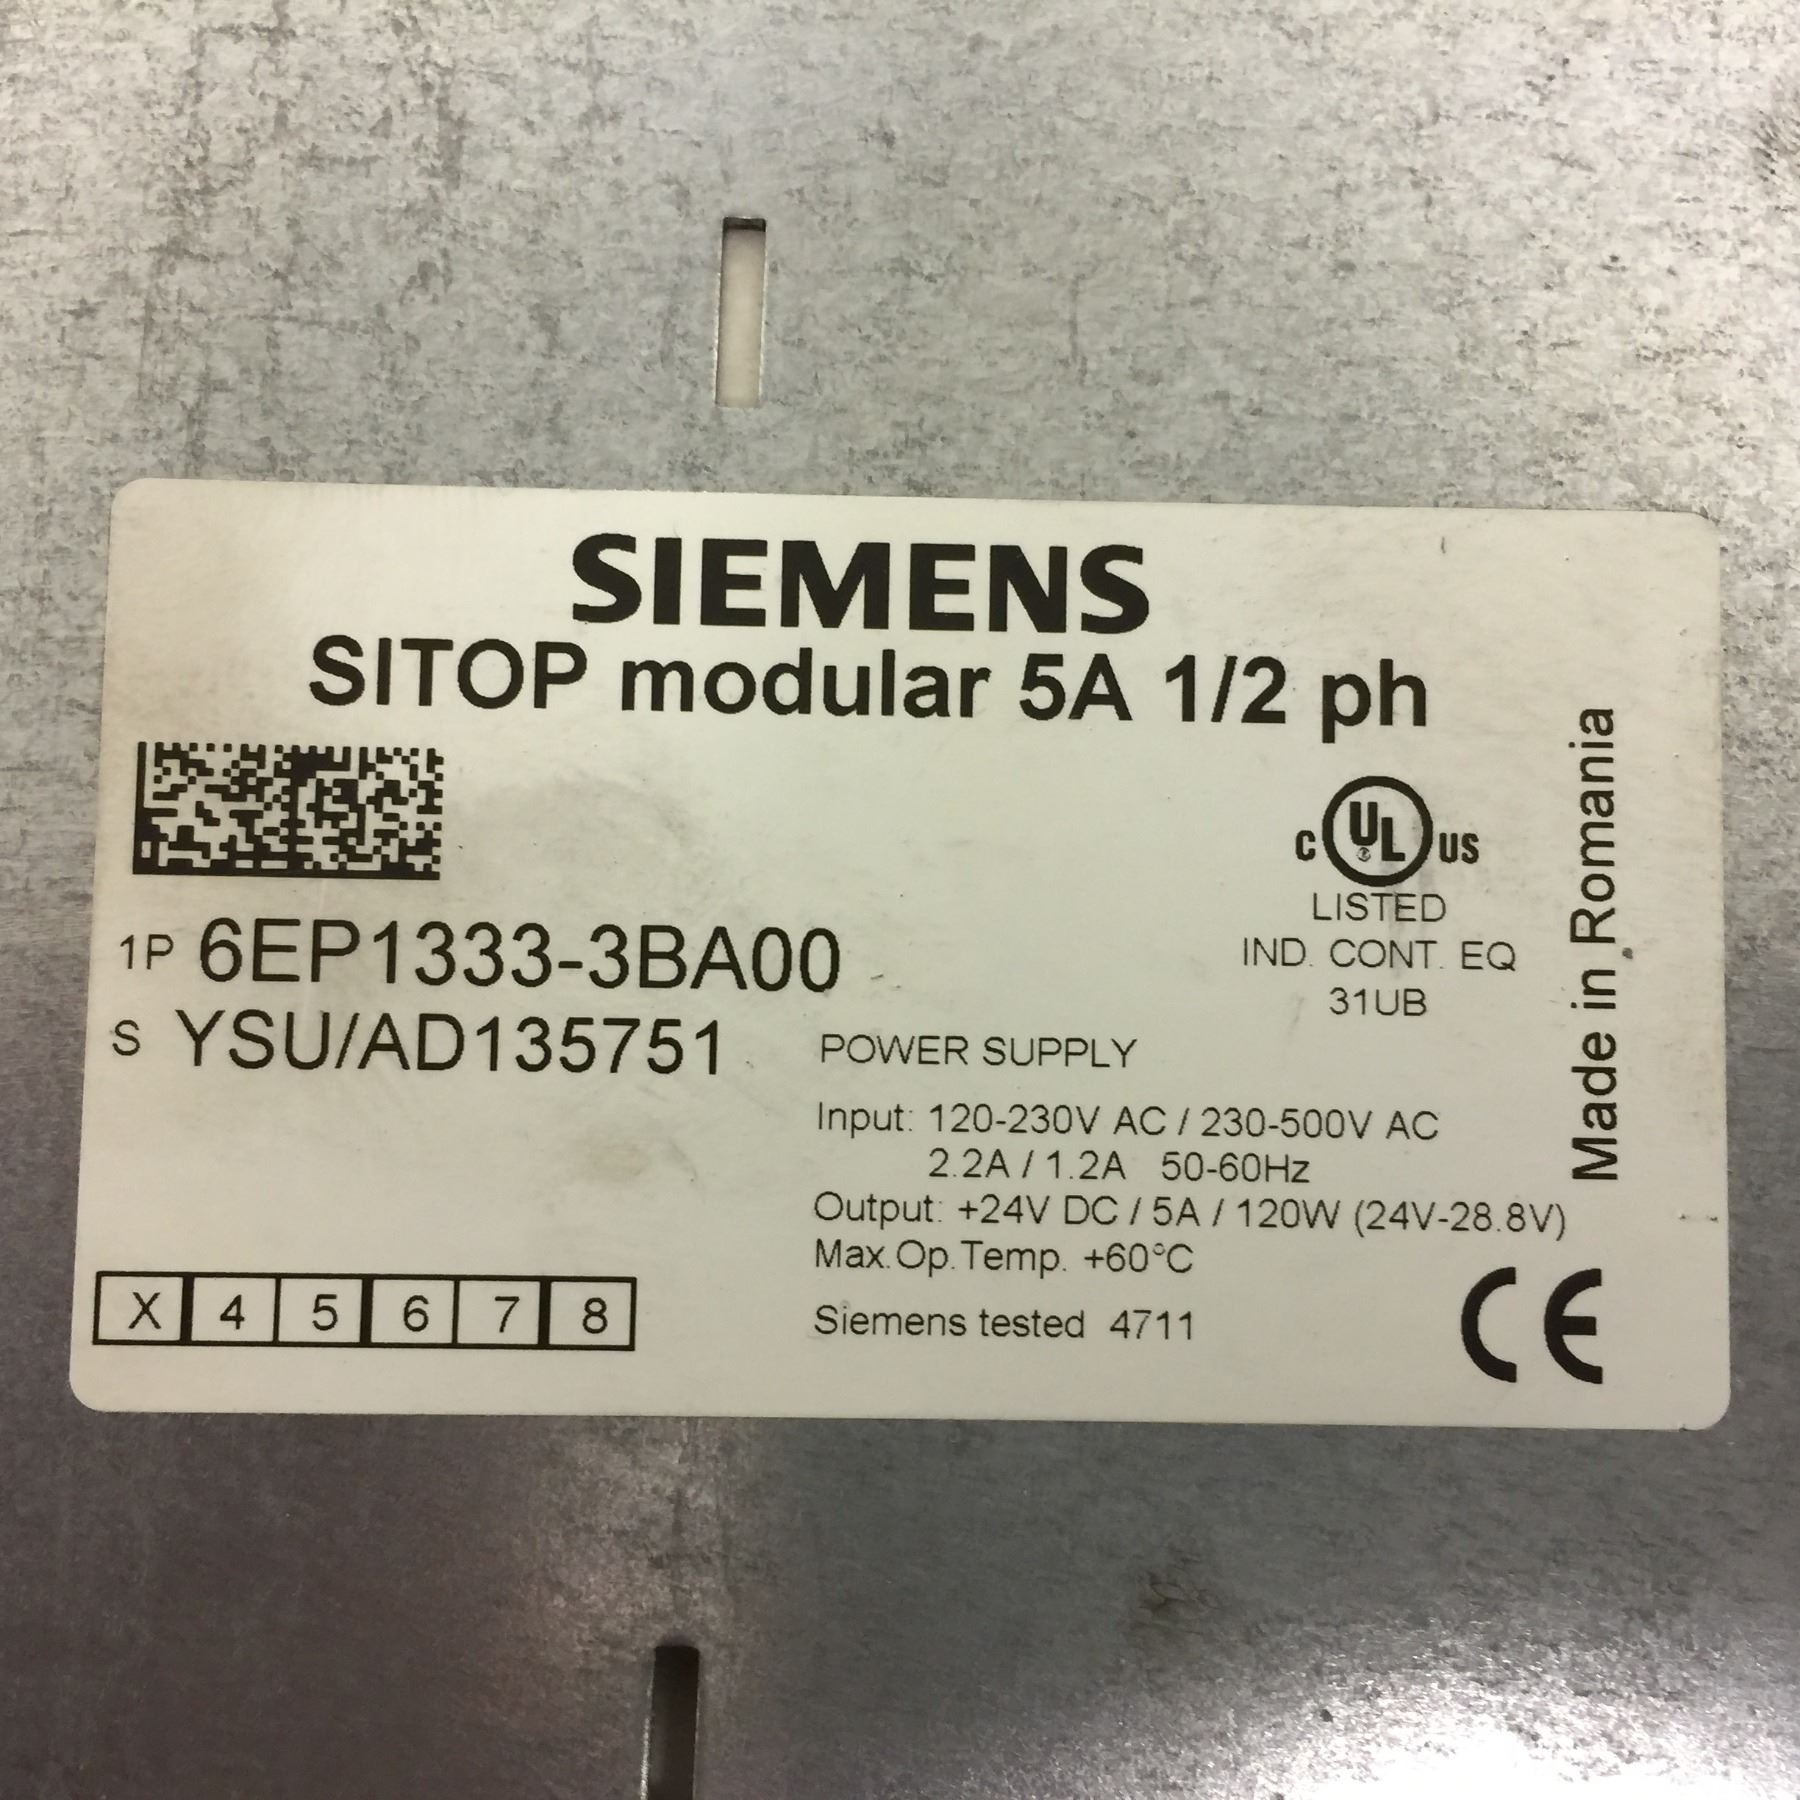 SIEMENS
SITOP modular 5A 1/2 ph
C UL US
LISTED
IND. CONT. EQ
31UB
Made in Romania
1P 6EP1333-3BA00
S YSU/AD135751
POWER SUPPLY
Input: 120-230V AC / 230-500V AC
2.2A / 1.2A 50-60Hz
Output: +24V DC / 5A / 120W (24V-28.8V)
Max.Op.Temp. +60°C
Siemens tested 4711
X 4 5 6 7 8
CE